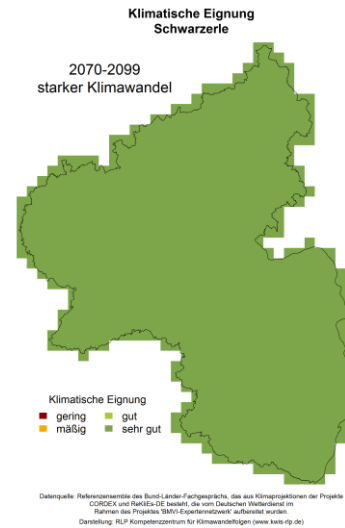 Klimatische Eignung
Schwarzerle
2070-2099
starker Klimawandel
Klimatische Eignung
gering
mäßig
gut
sehr gut
Datenquelle: Referenzensemble des Bund-Länder-Fachgesprächs, das aus Klimaprojektionen der Projekte
CORDEX und ReKliEs-DE besteht, die vom Deutschen Wetterdienst im
Rahmen des Projektes 'BMVI-Expertennetzwerk' aufbereitet wurden.
Darstellung: RLP Kompetenzzentrum für Klimawandelfolgen (www.kwis-rlp.de)